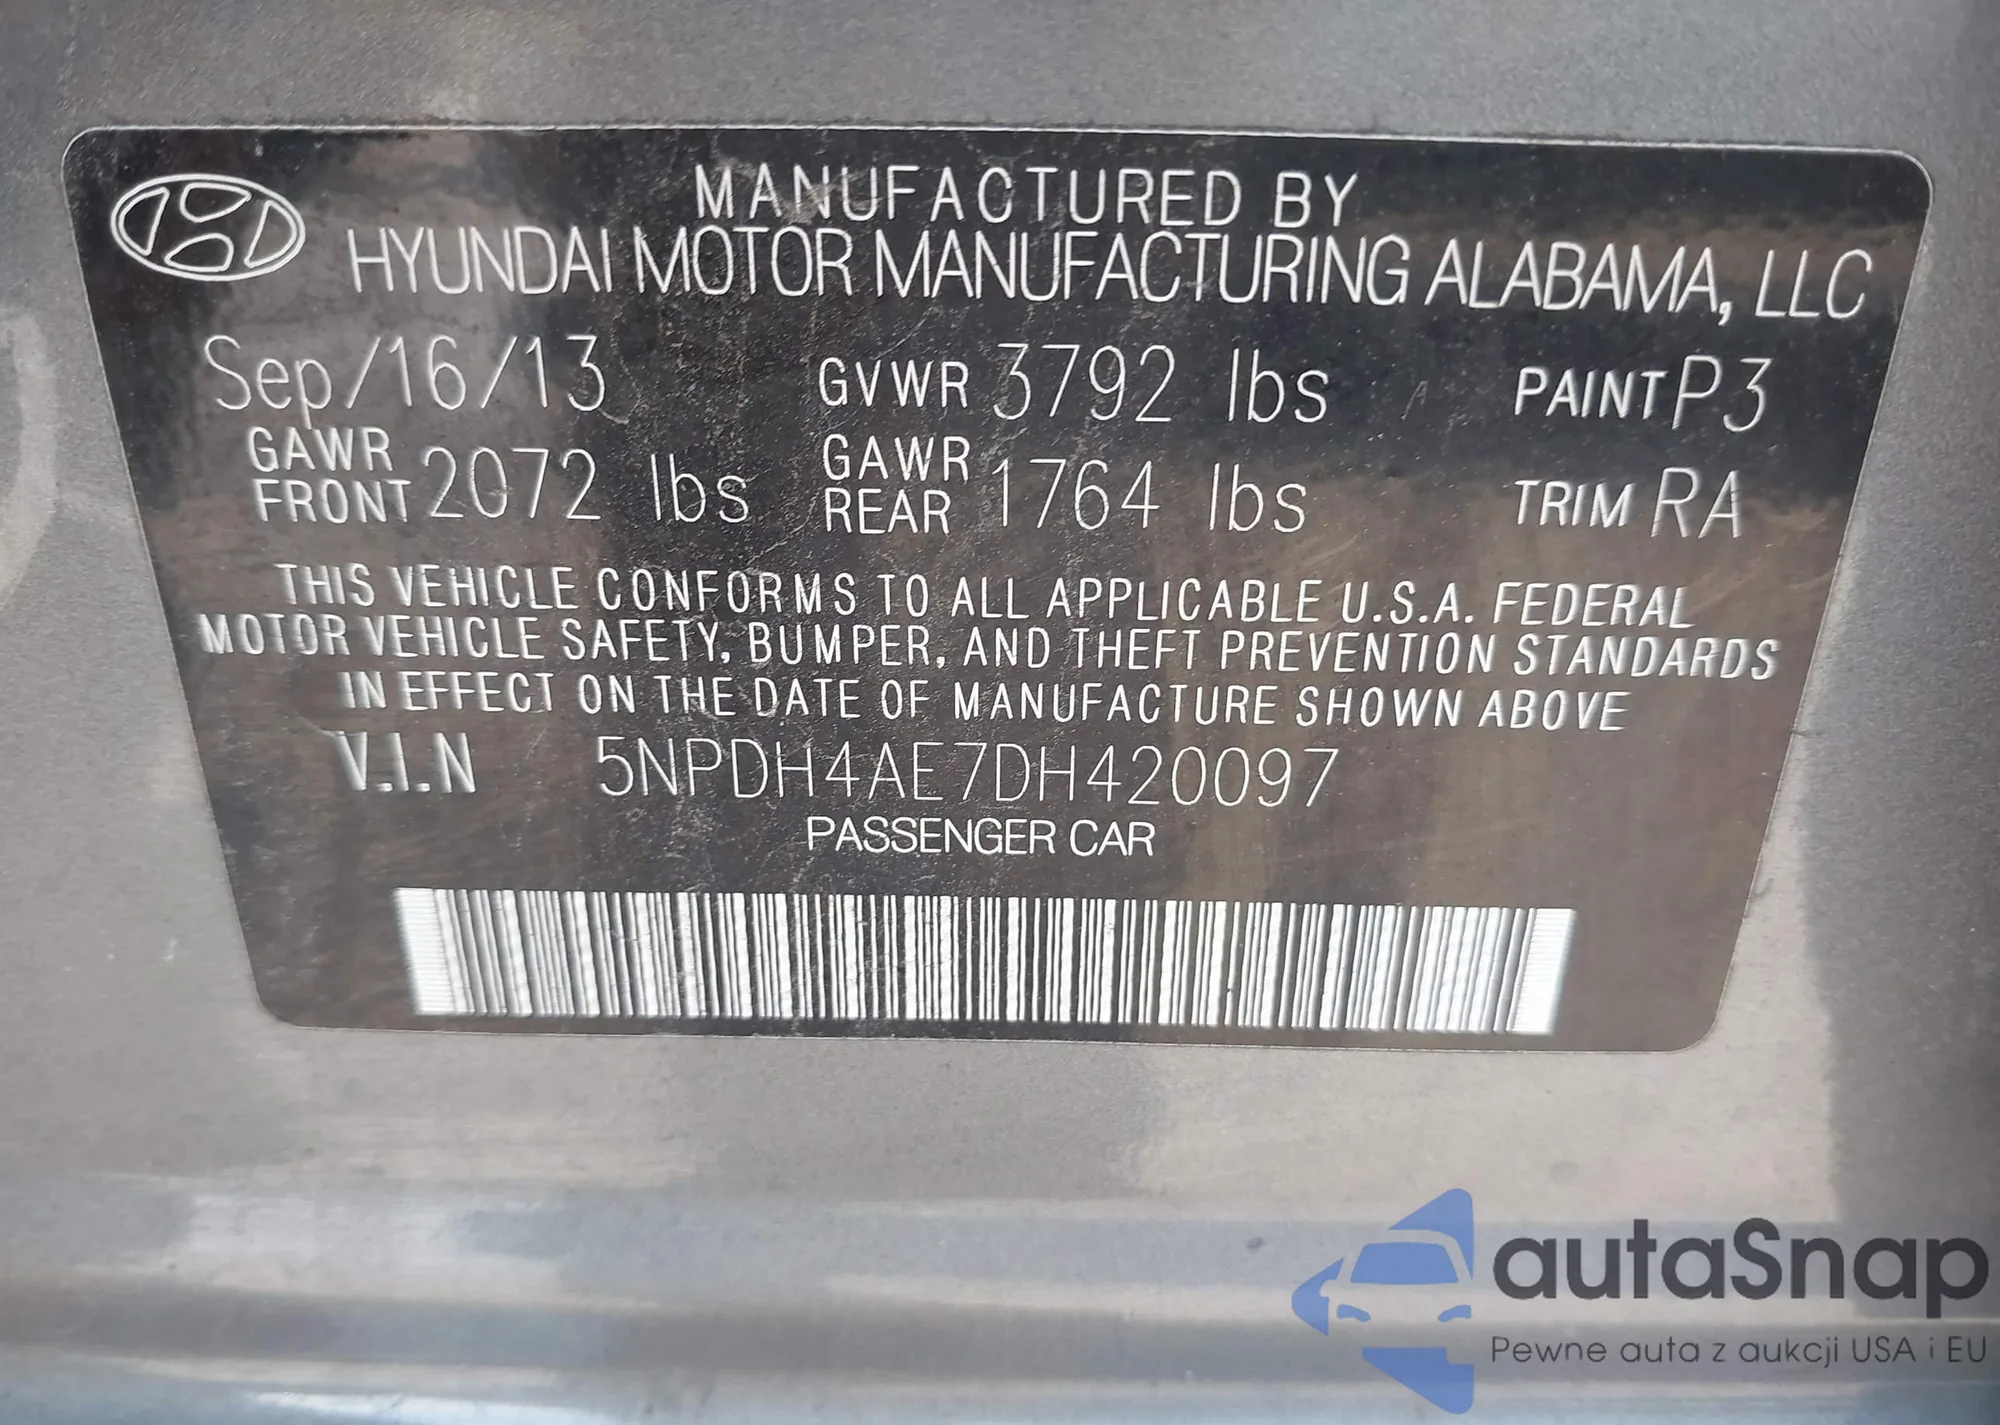 MANUFACTURED BY
HYUNDAI MOTOR MANUFACTURING ALABAMA, LLC
Sep/16/13 GVWR 3792 lbs PAINT P3
GAWR FRONT 2072 lbs GAWR REAR 1764 lbs TRIM RA
THIS VEHICLE CONFORMS TO ALL APPLICABLE U.S.A. FEDERAL
MOTOR VEHICLE SAFETY, BUMPER, AND THEFT PREVENTION STANDARDS
IN EFFECT ON THE DATE OF MANUFACTURE SHOWN ABOVE
V.I.N 5NPDH4AE7DH420097
PASSENGER CAR
autaSnap
Pewne auta z aukcji USA i EU